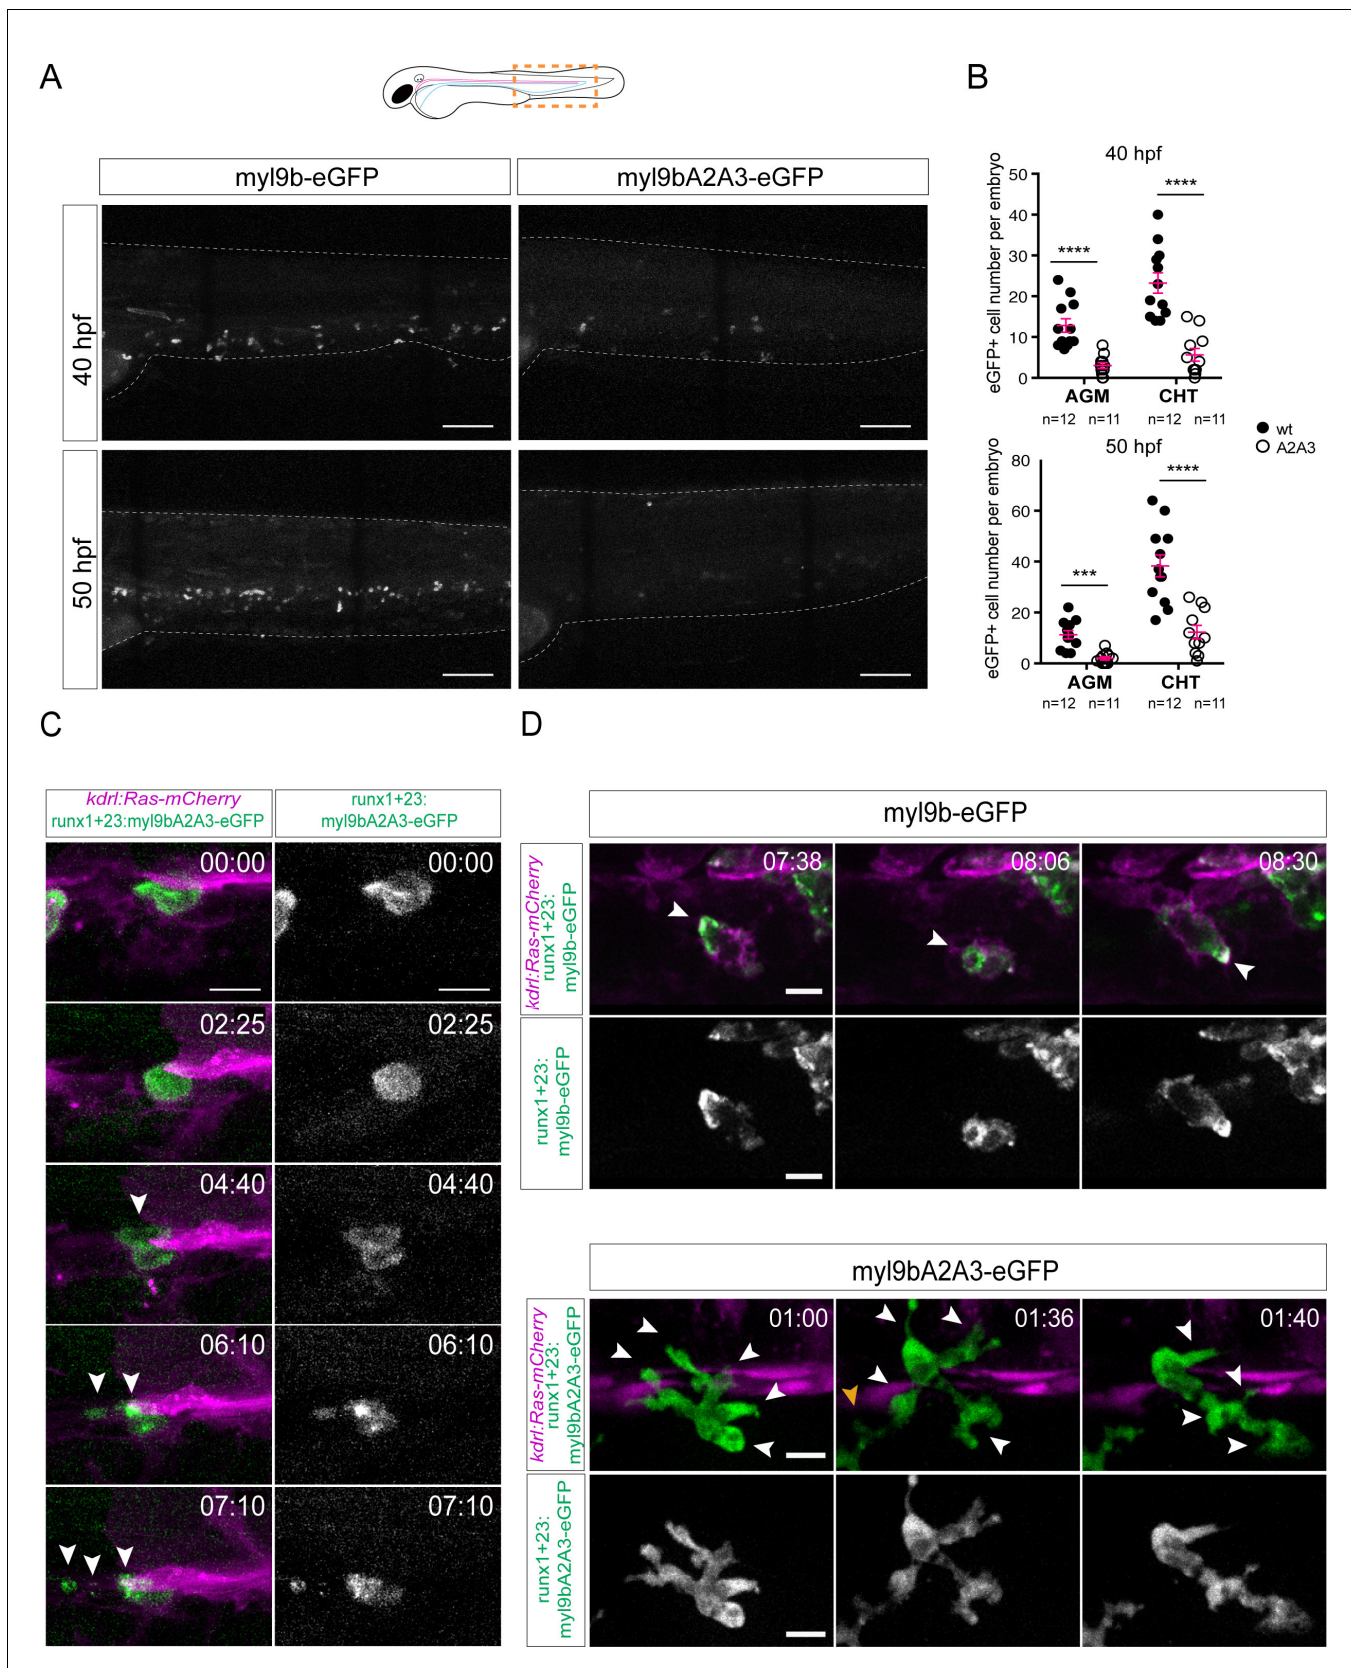 A
B
myl9b-eGFP
myl9bA2A3-eGFP
40 hpf
50 hpf
40 hpf
eGFP+ cell number per embryo
50
40
30
20
10
0
****
****
AGM
CHT
n=12
n=11
n=12
n=11
wt
A2A3
50 hpf
eGFP+ cell number per embryo
80
60
40
20
0
***
****
AGM
CHT
n=12
n=11
n=12
n=11
C
kdrl:Ras-mCherry
runx1+23:myl9bA2A3-eGFP
runx1+23:
myl9bA2A3-eGFP
00:00
00:00
02:25
02:25
04:40
04:40
06:10
06:10
07:10
07:10
D
myl9b-eGFP
kdrl:Ras-mCherry
runx1+23:
myl9b-eGFP
07:38
08:06
08:30
runx1+23:
myl9b-eGFP
myl9bA2A3-eGFP
kdrl:Ras-mCherry
runx1+23:
myl9bA2A3-eGFP
01:00
01:36
01:40
runx1+23:
myl9bA2A3-eGFP